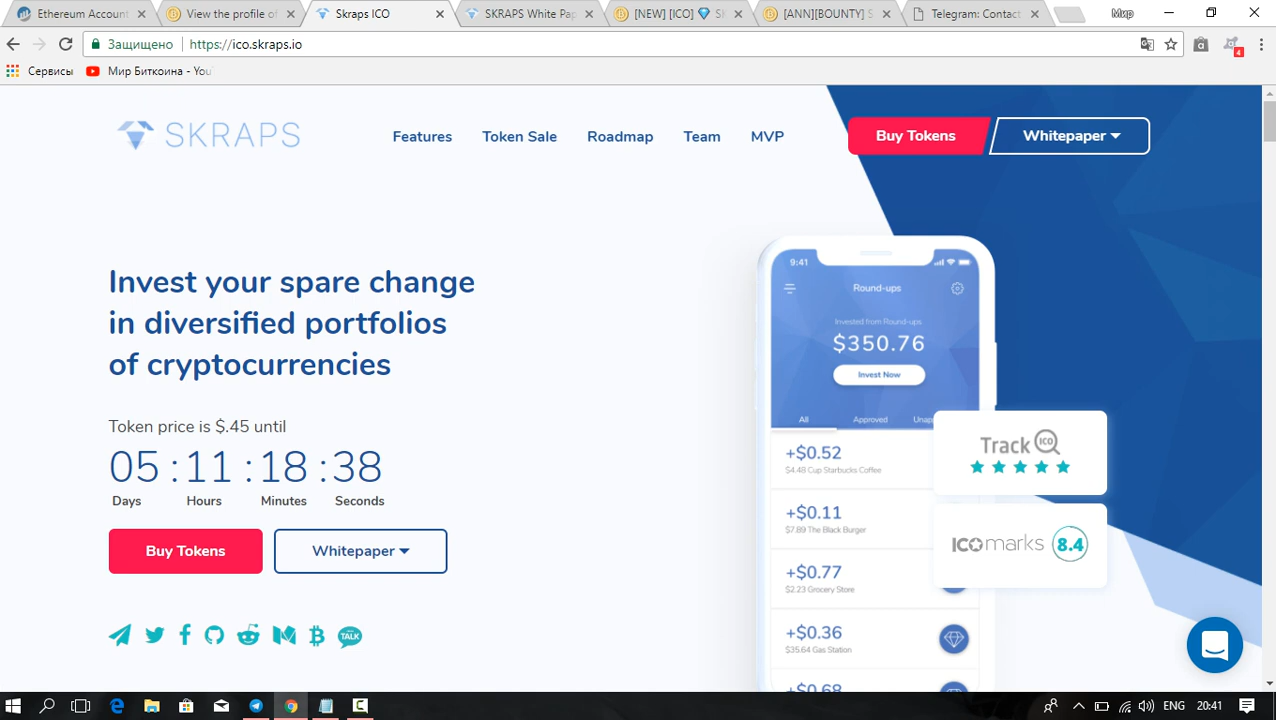 Ethereum Account
View the profile of
Skraps ICO
SKRAPS White Pap
[NEW] [ICO] 💎 SK
[ANN][BOUNTY] S
Telegram: Contact
Мир
Защищено
https://ico.skraps.io
4
Сервисы
Мир Биткоина - You
SKRAPS
Features
Token Sale
Roadmap
Team
MVP
Buy Tokens
Whitepaper
Invest your spare change
in diversified portfolios
of cryptocurrencies
Token price is $.45 until
05 : 11 : 18 : 38
Days Hours Minutes Seconds
Buy Tokens
Whitepaper
TALK
9:41
Round-ups
Invested from Round-ups
$350.76
Invest Now
All
Approved
Unapp
+$0.52
$4.48 Cup Starbucks Coffee
+$0.11
$7.89 The Black Burger
+$0.77
$2.23 Grocery Store
+$0.36
$35.64 Gas Station
+$0.68
Track ICO
ICOmarks 8.4
ENG
20:41